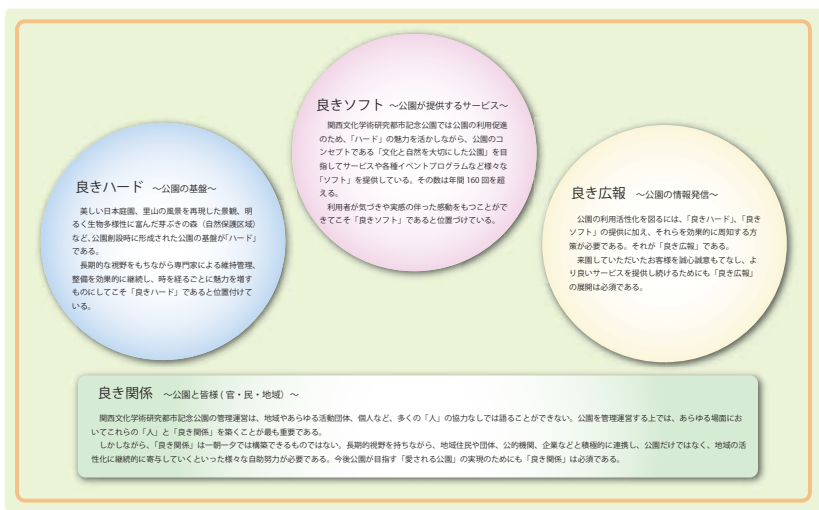 良きソフト ～公園が提供するサービス～
関西文化学術研究都市記念公園では公園の利用促進
のため、「ハード」の魅力を活かしながら、公園のコ
ンセプトである「文化と自然を大切にした公園」を目
指してサービスや各種イベントプログラムなど様々な
「ソフト」を提供している。その数は年間 160 回を超
える。
利用者が気づきや実感の伴った感動をもつことがで
きてこそ「良きソフト」であると位置づけている。
良きハード ～公園の基盤～
美しい日本庭園、里山の風景を再現した景観、明
るく生物多様性に富んだ芽ぶきの森（自然保護区域）
など、公園創設時に形成された公園の基盤が「ハード」
である。
長期的な視野をもちながら専門家による維持管理、
整備を効果的に継続し、時を経るごとに魅力を増す
ものにしてこそ「良きハード」であると位置付けて
いる。
良き広報 ～公園の情報発信～
公園の利用活性化を図るには、「良きハード」、「良き
ソフト」の提供に加え、それらを効果的に周知する方
策が必要である。それが「良き広報」である。
来園していただいたお客様を誠心誠意もてなし、よ
り良いサービスを提供し続けるためにも「良き広報」
の展開は必須である。
良き関係 ～公園と皆様 ( 官・民・地域）～
関西文化学術研究都市記念公園の管理運営は、地域やあらゆる活動団体、個人など、多くの「人」の協力なしでは語ることができない。公園を管理運営する上では、あらゆる場面にお
いてこれらの「人」と「良き関係」を築くことが最も重要である。
しかしながら、「良き関係」は一朝一夕では構築できるものではない。長期的視野を持ちながら、地域住民や団体、公的機関、企業などと積極的に連携し、公園だけではなく、地域の活
性化に継続的に寄与していくといった様々な自助努力が必要である。今後公園が目指す「愛される公園」の実現のためにも「良き関係」は必須である。